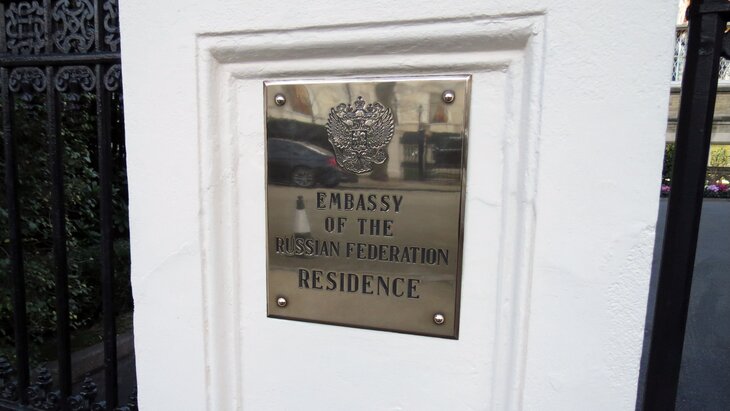 EMBASSY
OF THE
RUSSIAN FEDERATION
RESIDENCE